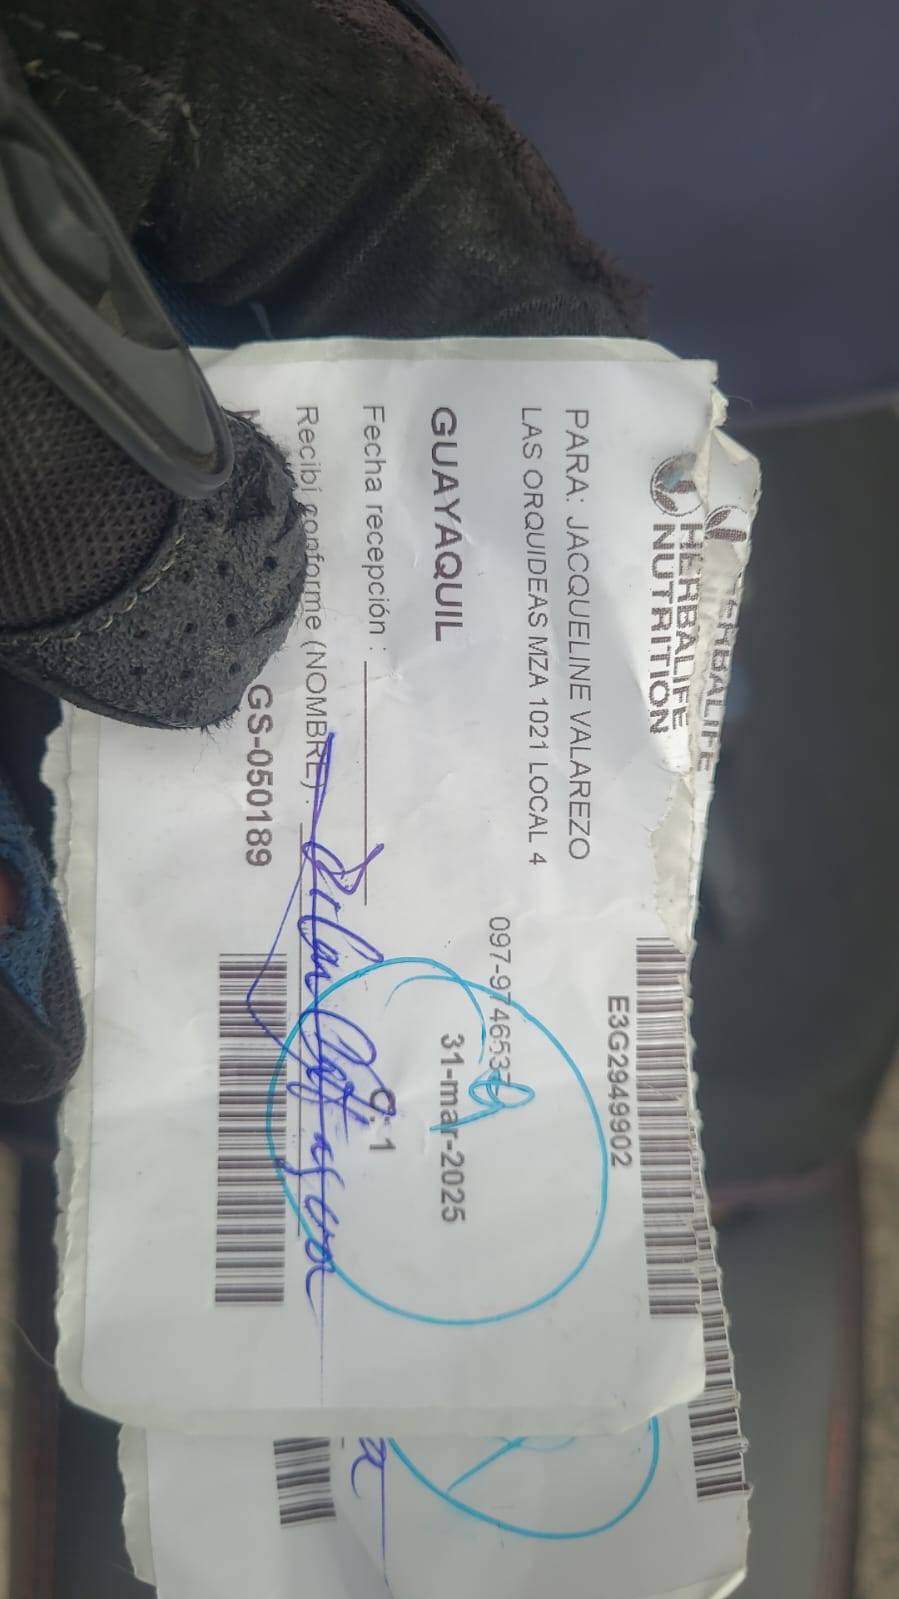 HERBALIFE
NUTRITION
E3G2949902
PARA: JACQUELINE VALAREZO
LAS ORQUIDEAS MZA 1021 LOCAL 4
097-9746537
GUAYAQUIL
31-mar-2025
Fecha recepción :
Recibí conforme (NOMBRE) :
GS-050189
HERBALIFE